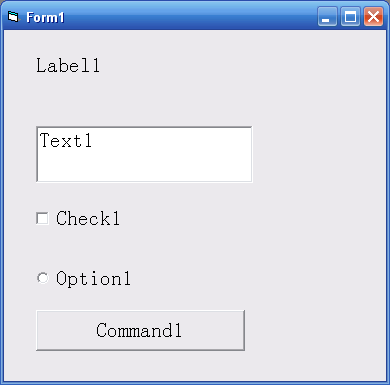 Form1
Label1
Text1
Check1
Option1
Command1